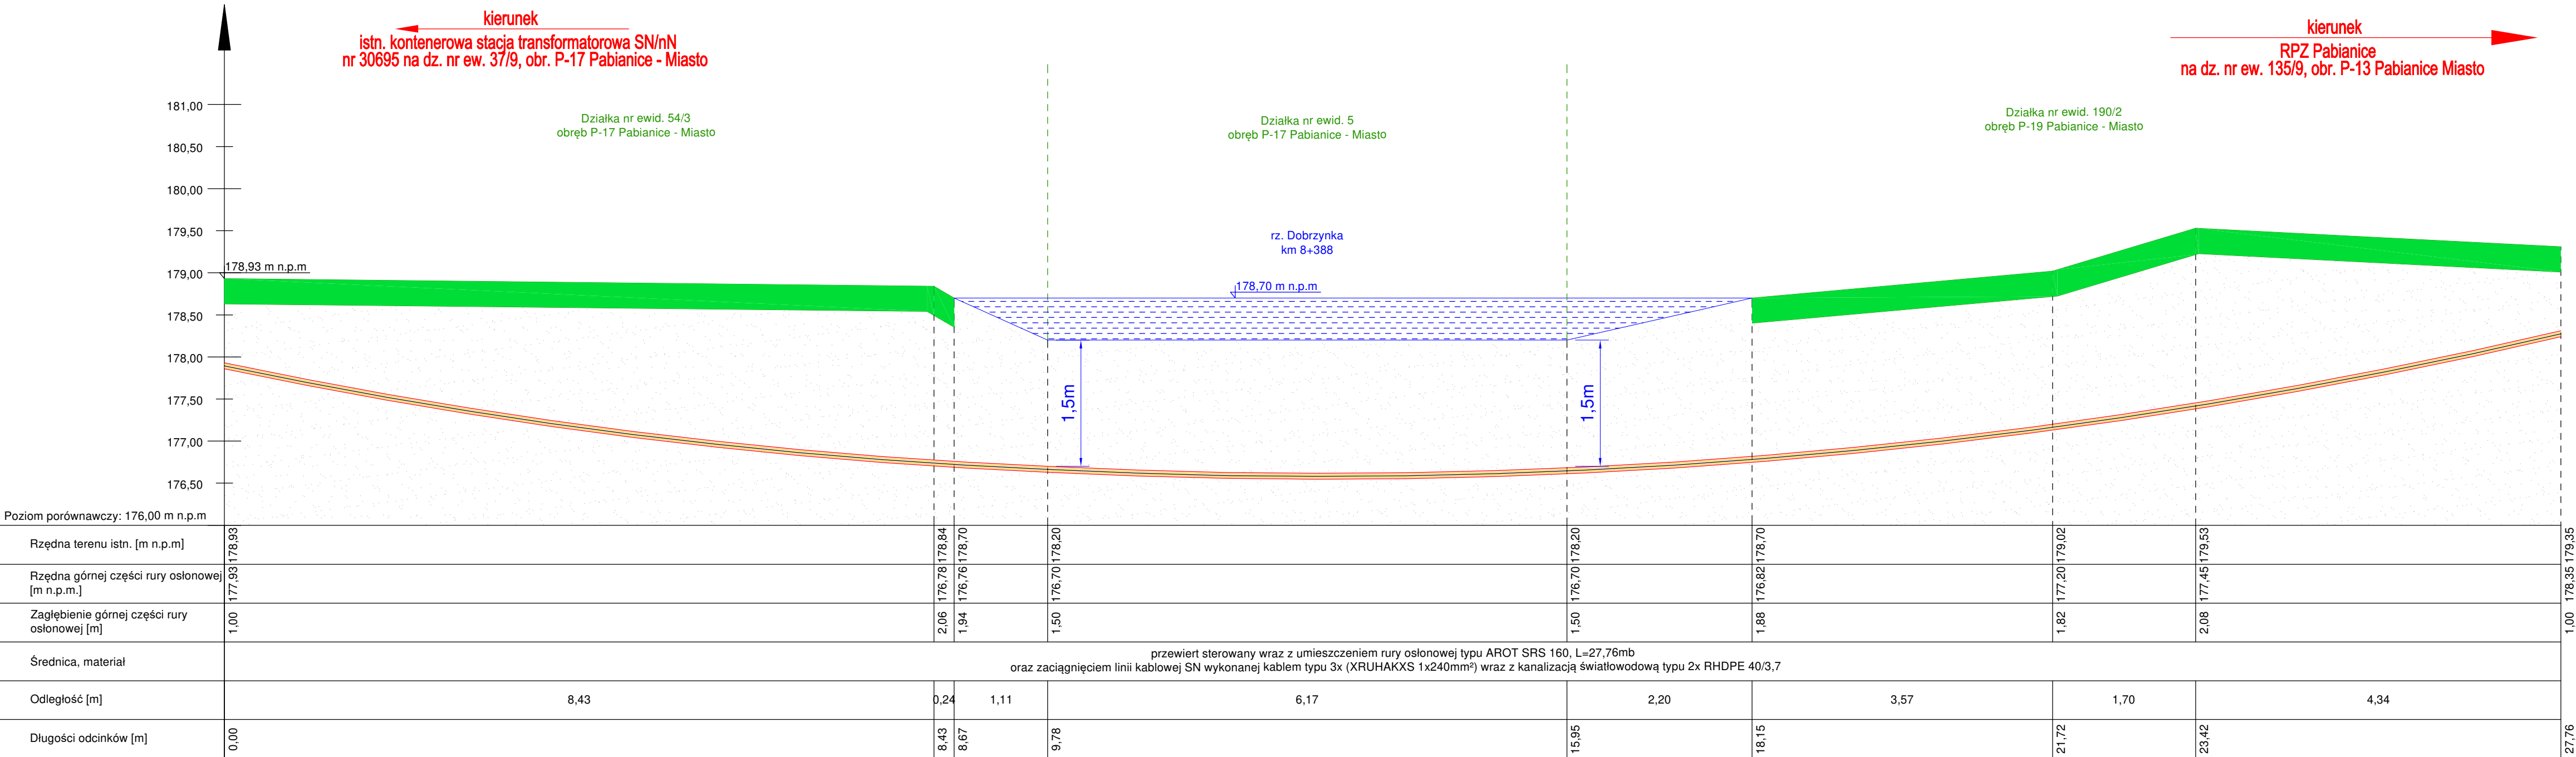 kierunek
istn. kontenerowa stacja transformatorowa SN/nN
nr 30695 na dz. nr ew. 37/9, obr. P-17 Pabianice - Miasto
kierunek
RPZ Pabianice
na dz. nr ew. 135/9, obr. P-13 Pabianice Miasto
Działka nr ewid. 54/3
obręb P-17 Pabianice - Miasto
Działka nr ewid. 5
obręb P-17 Pabianice - Miasto
Działka nr ewid. 190/2
obręb P-19 Pabianice - Miasto
181,00
180,50
180,00
179,50
179,00
178,50
178,00
177,50
177,00
176,50
178,93 m n.p.m
rz. Dobrzynka
km 8+388
178,70 m n.p.m
1,5m
1,5m
Poziom porównawczy: 176,00 m n.p.m
Rzędna terenu istn. [m n.p.m]
178,93
178,84
178,70
178,20
178,20
178,70
179,02
179,53
179,35
Rzędna górnej części rury osłonowej
[m n.p.m.]
177,93
176,78
176,76
176,70
176,70
176,82
177,20
177,45
178,35
Zagłębienie górnej części rury
osłonowej [m]
1,00
2,06
1,94
1,50
1,50
1,88
1,82
2,08
1,00
Średnica, materiał
przewiert sterowany wraz z umieszczeniem rury osłonowej typu AROT SRS 160, L=27,76mb
oraz zaciągnięciem linii kablowej SN wykonanej kablem typu 3x (XRUHAKXS 1x240mm²) wraz z kanalizacją światłowodową typu 2x RHDPE 40/3,7
Odległość [m]
8,43
0,24
1,11
6,17
2,20
3,57
1,70
4,34
Długości odcinków [m]
0,00
8,43
8,67
9,78
15,95
18,15
21,72
23,42
27,76